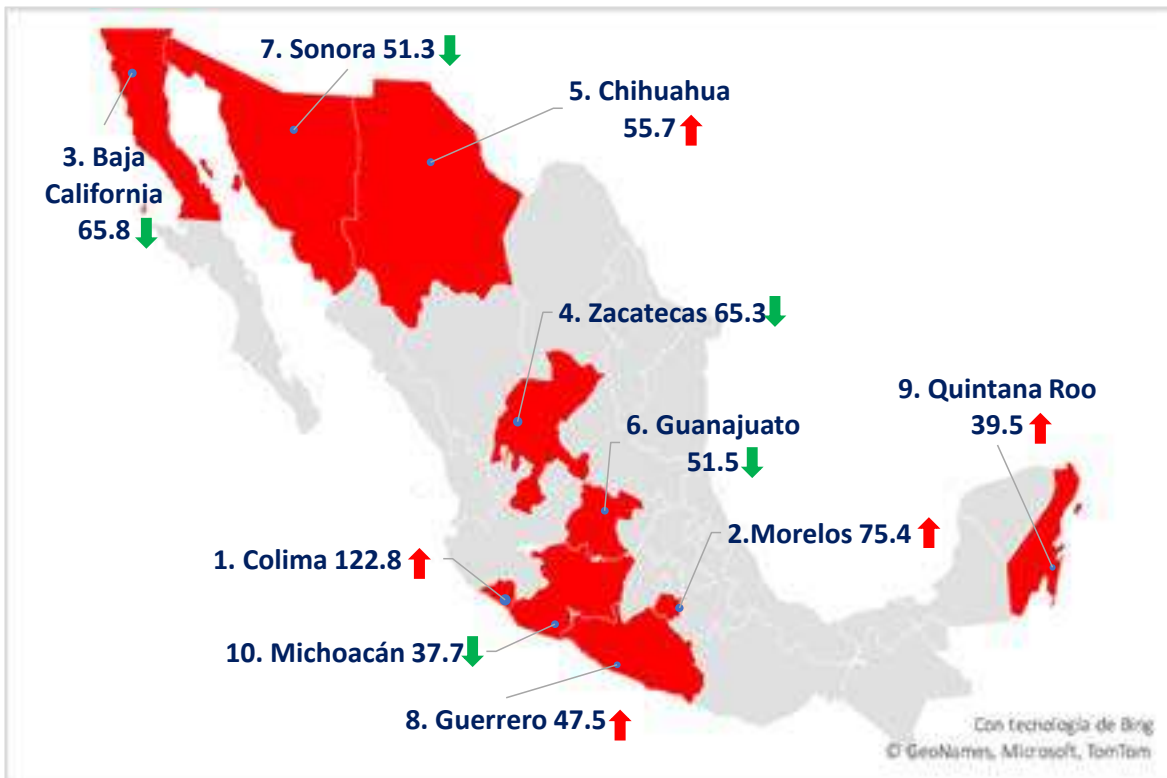 7. Sonora 51.3
5. Chihuahua
55.7
3. Baja
California
65.8
4. Zacatecas 65.3
9. Quintana Roo
39.5
6. Guanajuato
51.5
2.Morelos 75.4
1. Colima 122.8
10. Michoacán 37.7
8. Guerrero 47.5
Con tecnología de Bing
© GeoNames, Microsoft, TomTom